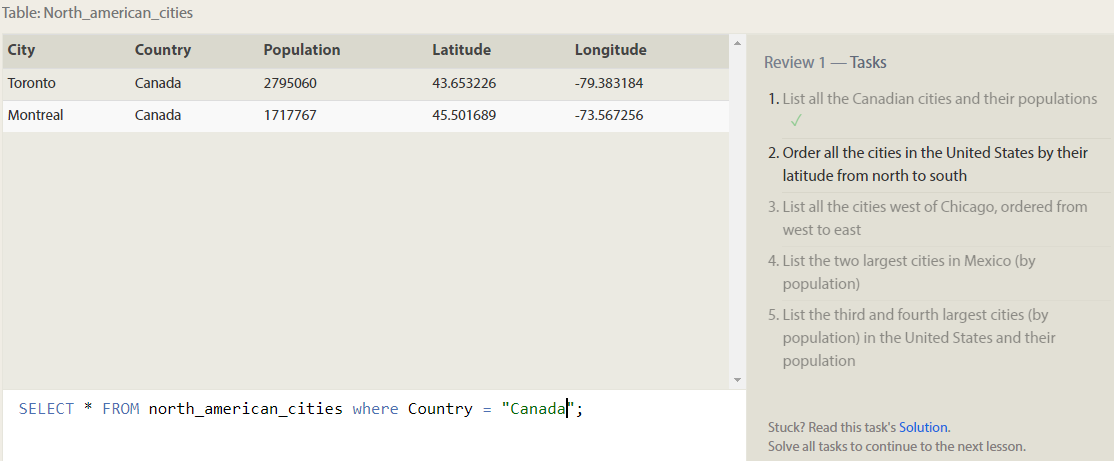 Table: North_american_cities
City Country Population Latitude Longitude
Toronto Canada 2795060 43.653226 -79.383184
Montreal Canada 1717767 45.501689 -73.567256
SELECT * FROM north_american_cities where Country = "Canada";
Review 1 — Tasks
1. List all the Canadian cities and their populations
✓
2. Order all the cities in the United States by their
latitude from north to south
3. List all the cities west of Chicago, ordered from
west to east
4. List the two largest cities in Mexico (by
population)
5. List the third and fourth largest cities (by
population) in the United States and their
population
Stuck? Read this task's Solution.
Solve all tasks to continue to the next lesson.